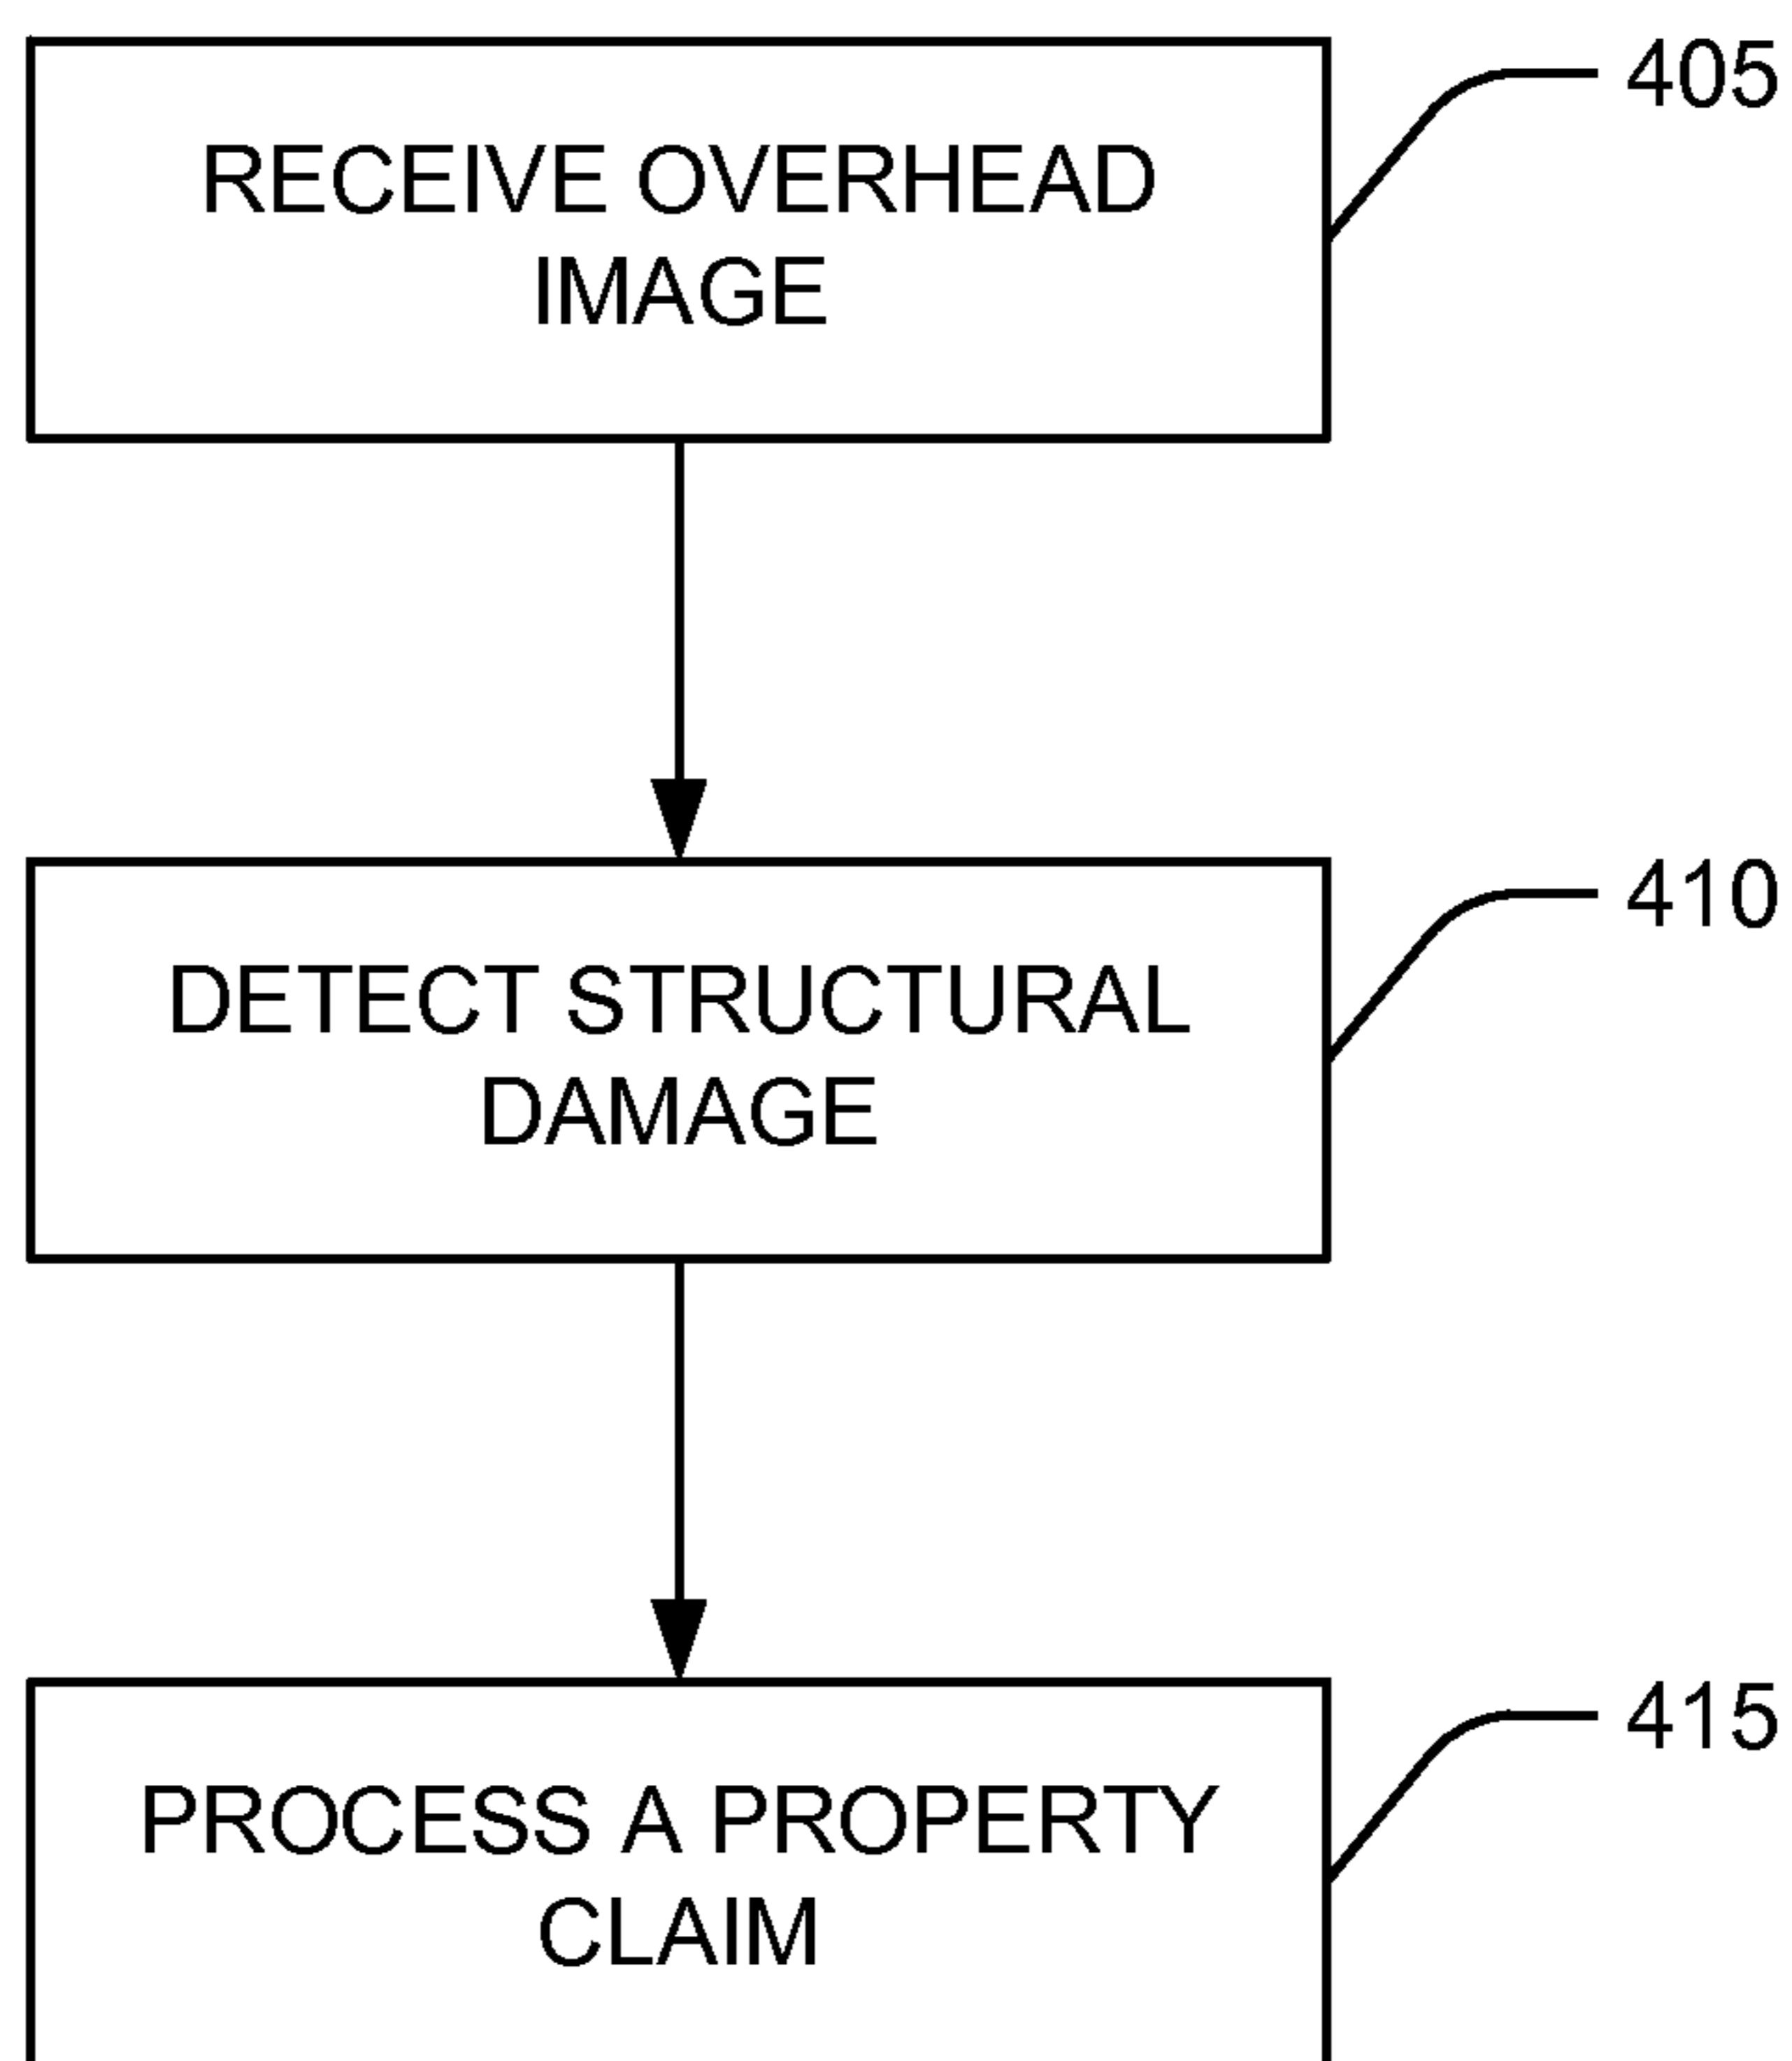 405
RECEIVE OVERHEAD
IMAGE
410
DETECT STRUCTURAL
DAMAGE
415
PROCESS A PROPERTY
CLAIM